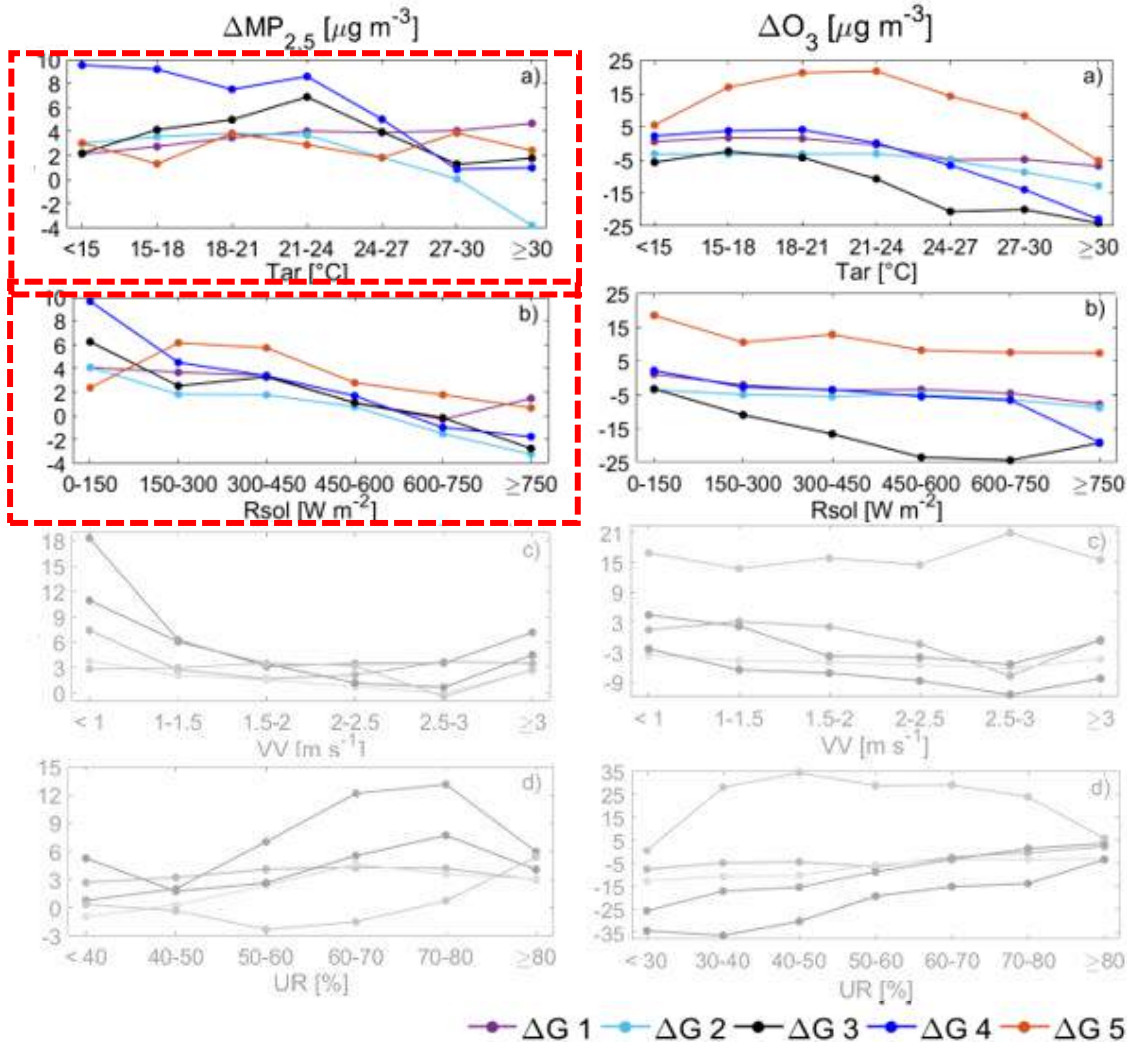 ΔMP2.5 [μg m-3]
10
8
6
4
2
0
-2
-4
a)
<15 15-18 18-21 21-24 24-27 27-30 ≥30
Tar [°C]
10
8
6
4
2
0
-2
-4
b)
0-150 150-300 300-450 450-600 600-750 ≥750
Rsol [W m-2]
18
15
12
9
6
3
0
c)
< 1 1-1.5 1.5-2 2-2.5 2.5-3 ≥3
VV [m s-1]
15
12
9
6
3
0
-3
d)
< 40 40-50 50-60 60-70 70-80 ≥80
UR [%]
ΔO3 [μg m-3]
25
15
5
-5
-15
-25
a)
<15 15-18 18-21 21-24 24-27 27-30 ≥30
Tar [°C]
25
15
5
-5
-15
-25
b)
0-150 150-300 300-450 450-600 600-750 ≥750
Rsol [W m-2]
21
15
9
3
-3
-9
c)
< 1 1-1.5 1.5-2 2-2.5 2.5-3 ≥3
VV [m s-1]
35
25
15
5
-5
-15
-25
-35
d)
< 30 30-40 40-50 50-60 60-70 70-80 ≥80
UR [%]
ΔG 1 ΔG 2 ΔG 3 ΔG 4 ΔG 5